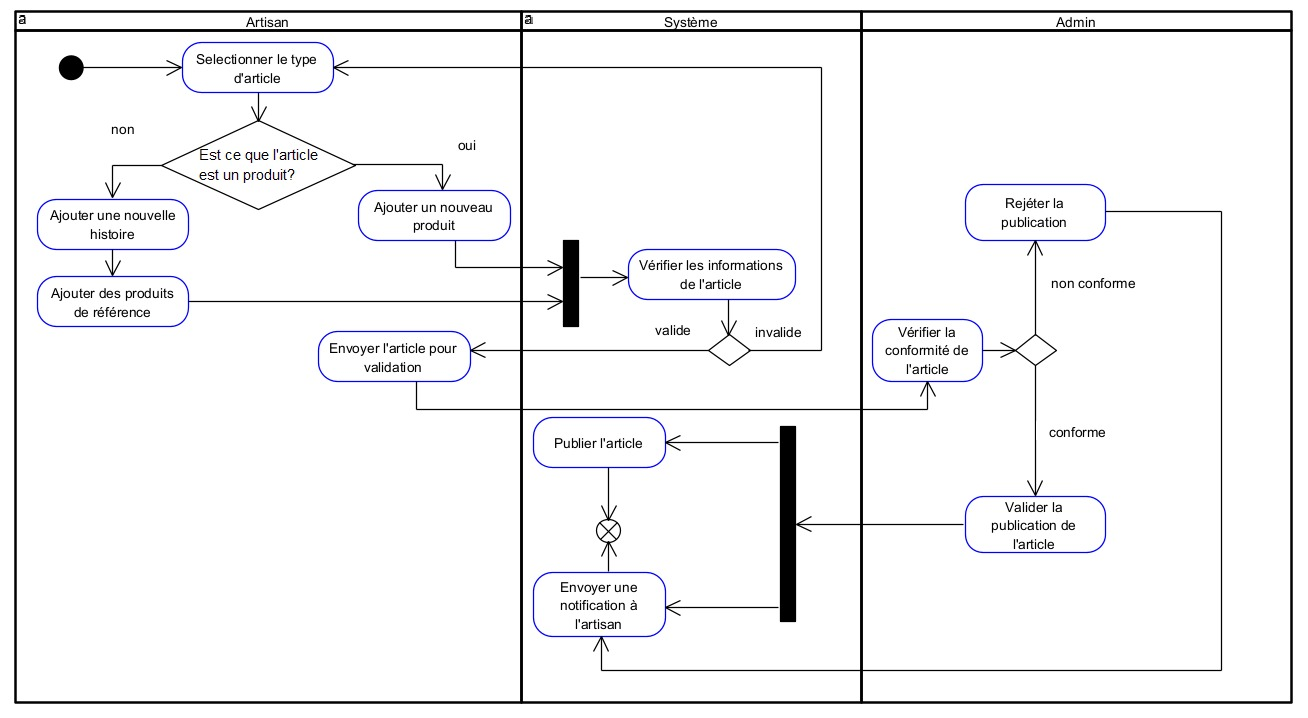 a
Artisan
a
Système
Admin
Selectionner le type
d'article
non
Est ce que l'article
est un produit?
oui
Ajouter une nouvelle
histoire
Ajouter un nouveau
produit
Ajouter des produits
de référence
Vérifier les informations
de l'article
valide
invalide
Envoyer l'article pour
validation
Rejéter la
publication
non conforme
Vérifier la
conformité de
l'article
conforme
Publier l'article
Valider la
publication de
l'article
Envoyer une
notification à
l'artisan